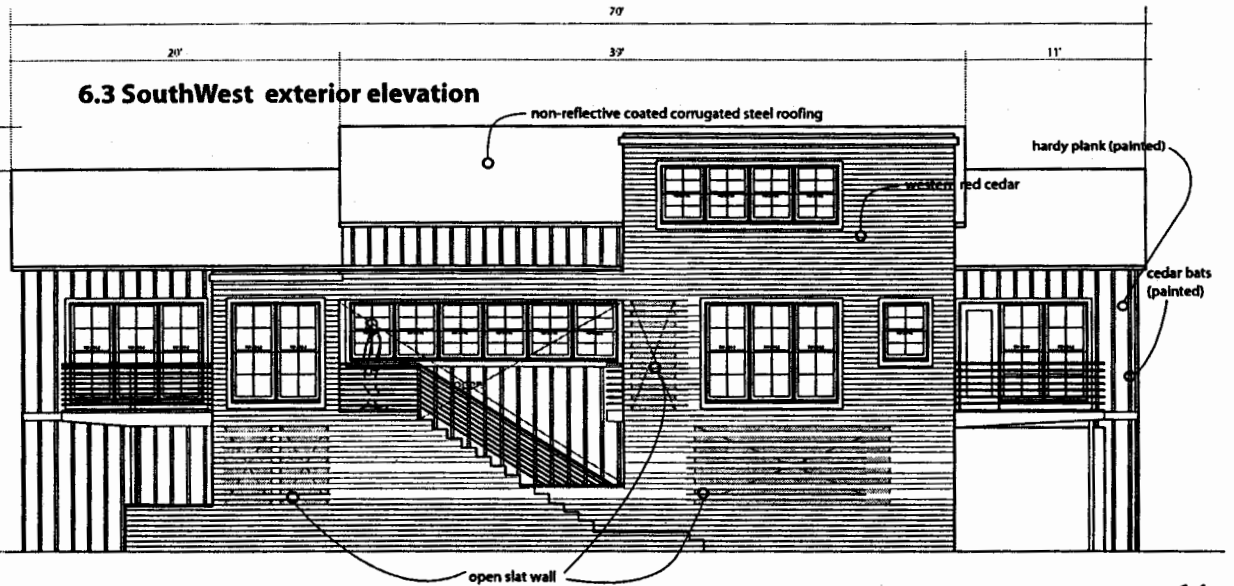 70'
20'
39'
11'
6.3 SouthWest exterior elevation
non-reflective coated corrugated steel roofing
hardy plank (painted)
western red cedar
cedar bats
(painted)
open slat wall